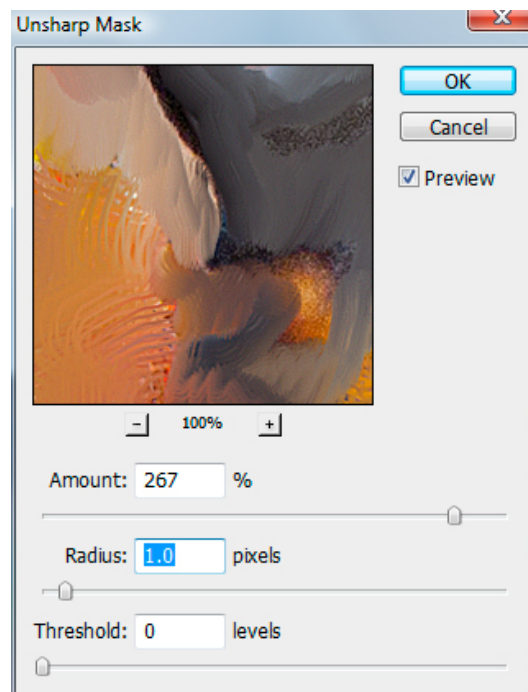 Unsharp Mask
OK
Cancel
Preview
- 100% +
Amount: 267 %
Radius: 1.0 pixels
Threshold: 0 levels